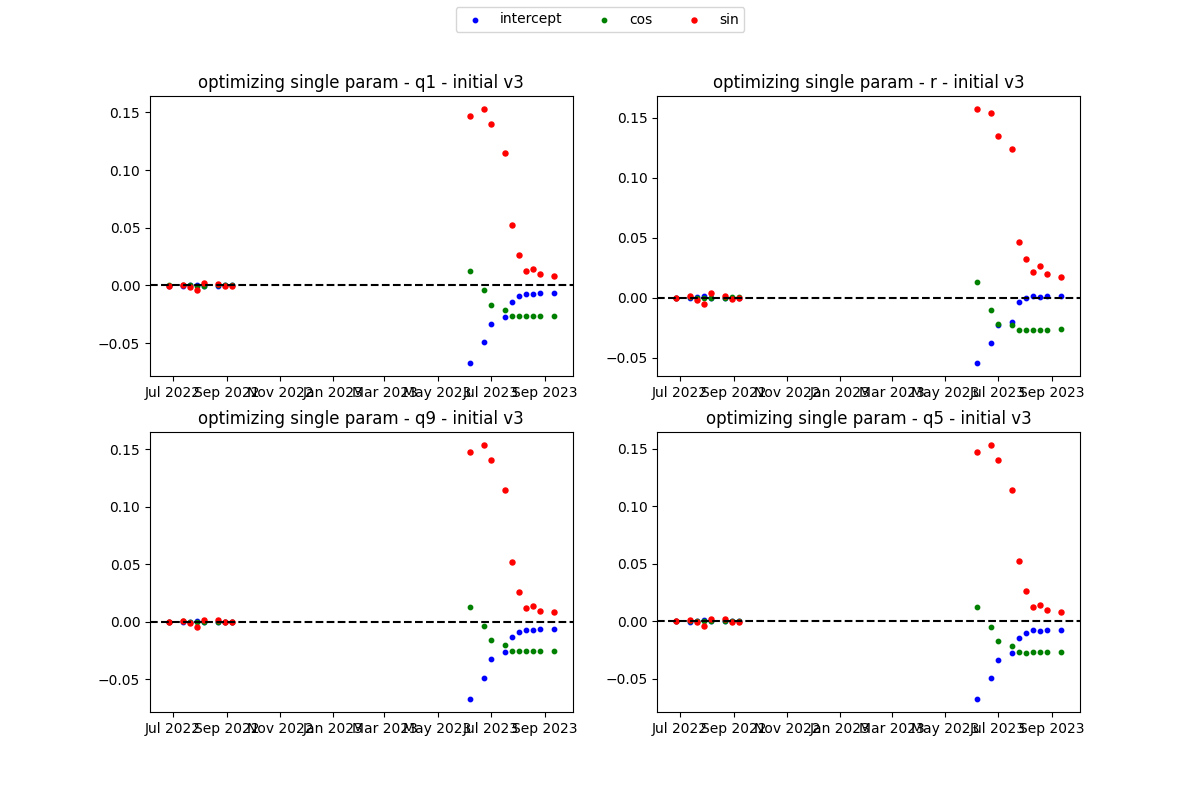 intercept cos sin
optimizing single param - q1 - initial v3
0.15
0.10
0.05
0.00
−0.05
Jul 2022 Sep 2022 Nov 2022 Jan 2023 Mar 2023 May 2023 Jul 2023 Sep 2023
optimizing single param - r - initial v3
0.15
0.10
0.05
0.00
−0.05
Jul 2022 Sep 2022 Nov 2022 Jan 2023 Mar 2023 May 2023 Jul 2023 Sep 2023
optimizing single param - q9 - initial v3
0.15
0.10
0.05
0.00
−0.05
Jul 2022 Sep 2022 Nov 2022 Jan 2023 Mar 2023 May 2023 Jul 2023 Sep 2023
optimizing single param - q5 - initial v3
0.15
0.10
0.05
0.00
−0.05
Jul 2022 Sep 2022 Nov 2022 Jan 2023 Mar 2023 May 2023 Jul 2023 Sep 2023